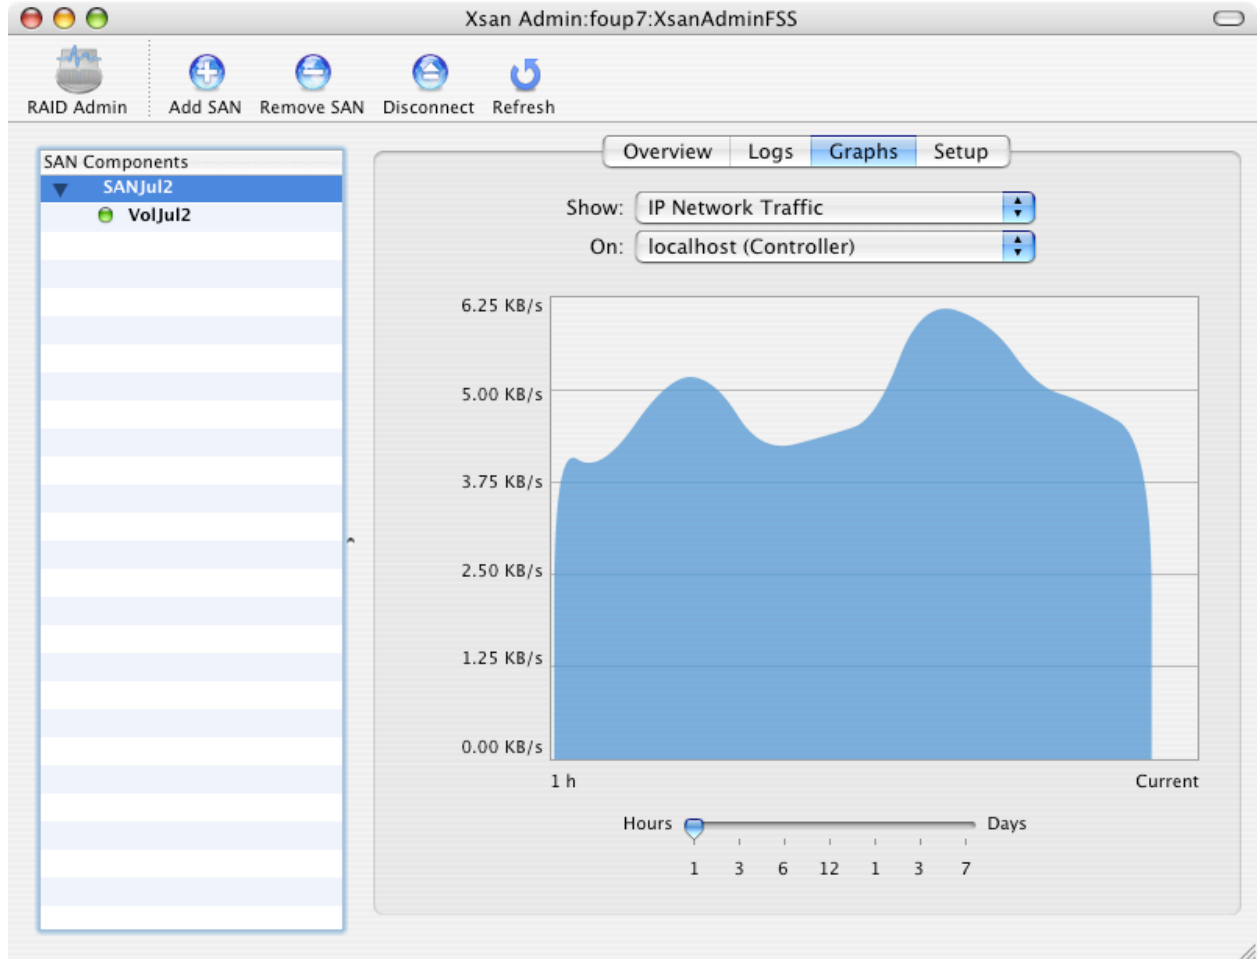 Xsan Admin:foup7:XsanAdminFSS
RAID Admin Add SAN Remove SAN Disconnect Refresh
SAN Components
SANJul2
VolJul2
Overview Logs Graphs Setup
Show: IP Network Traffic
On: localhost (Controller)
6.25 KB/s
5.00 KB/s
3.75 KB/s
2.50 KB/s
1.25 KB/s
0.00 KB/s
1 h Current
Hours Days
1 3 6 12 1 3 7